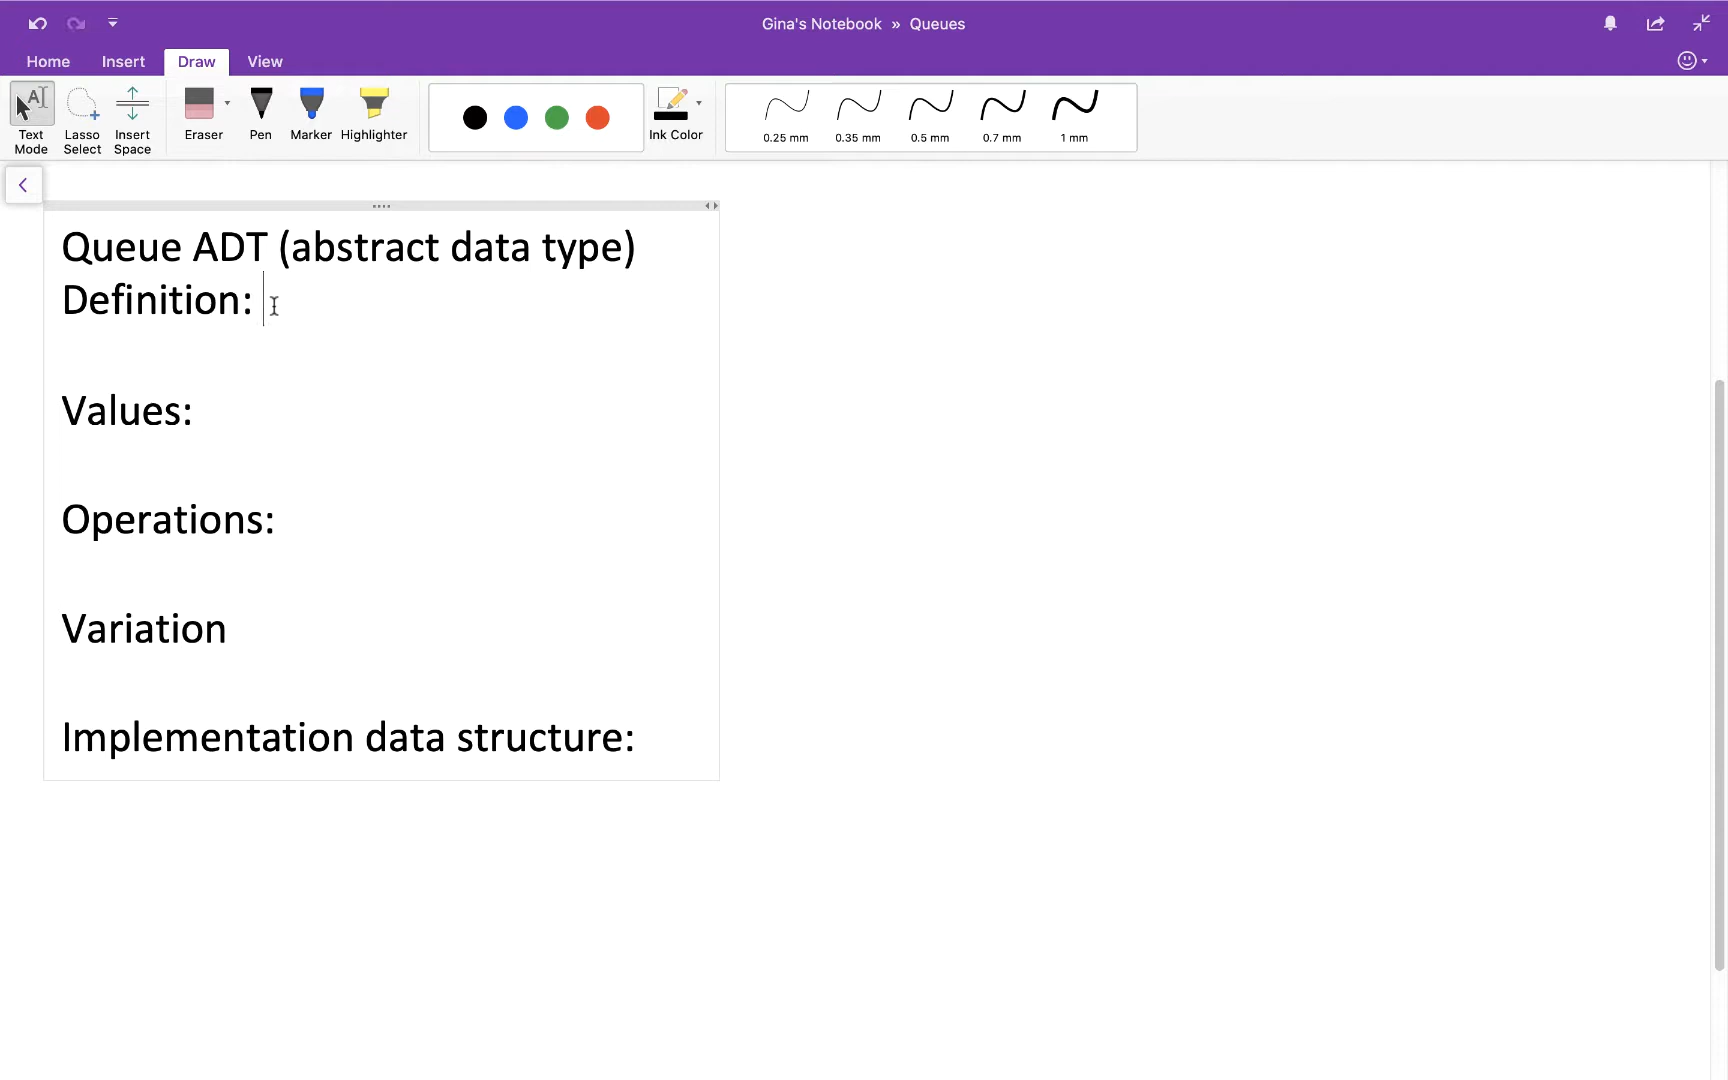 Gina's Notebook » Queues
Home Insert Draw View
Text Mode Lasso Select Insert Space Eraser Pen Marker Highlighter Ink Color 0.25 mm 0.35 mm 0.5 mm 0.7 mm 1 mm
Queue ADT (abstract data type)
Definition:
Values:
Operations:
Variation
Implementation data structure: